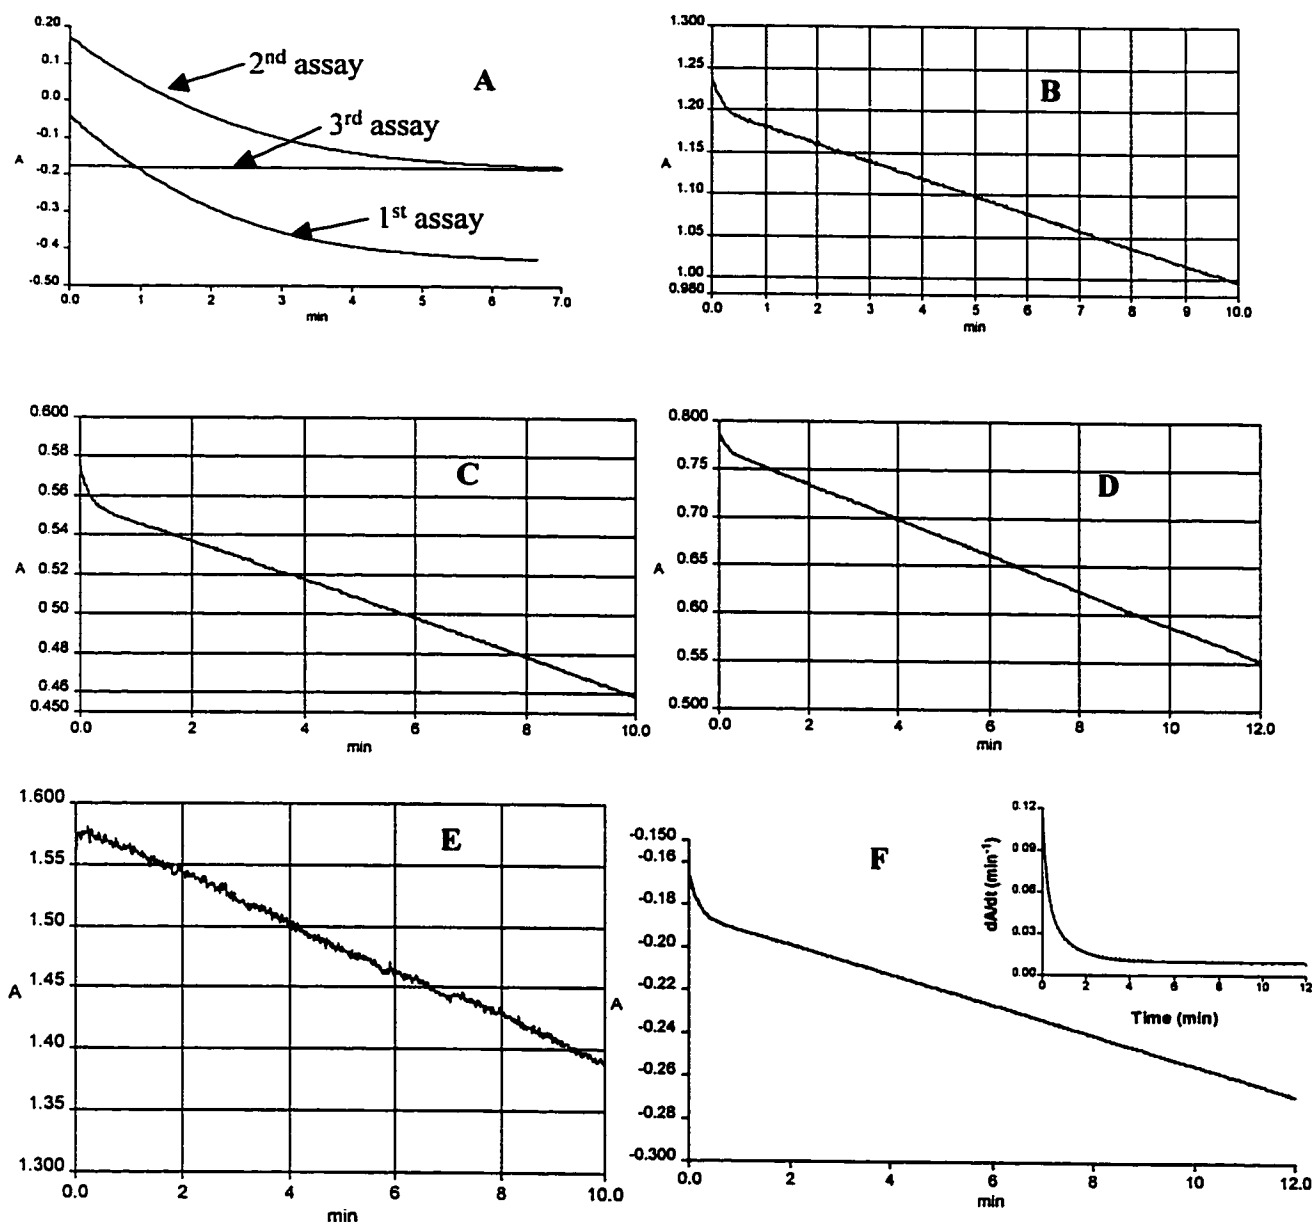 0.20
0.1
0.0
-0.1
-0.2
-0.3
-0.4
-0.50
A
2nd assay
3rd assay
1st assay
A
0.0 1 2 3 4 5 6 7.0
min
1.300
1.25
1.20
1.15
1.10
1.05
1.00
0.980
A
B
0.0 1 2 3 4 5 6 7 8 9 10.0
min
0.600
0.58
0.56
0.54
0.52
0.50
0.48
0.46
0.450
A
C
0.0 2 4 6 8 10.0
min
0.800
0.75
0.70
0.65
0.60
0.55
0.500
A
D
0.0 2 4 6 8 10 12.0
min
1.600
1.55
1.50
1.45
1.40
1.35
1.300
A
E
0.0 2 4 6 8 10.0
min
-0.150
-0.16
-0.18
-0.20
-0.22
-0.24
-0.26
-0.28
-0.300
A
F
0.0 2 4 6 8 10 12.0
min
0.12
0.09
0.06
0.03
0.00
dA/dt (min-1)
0 2 4 6 8 10 12
Time (min)